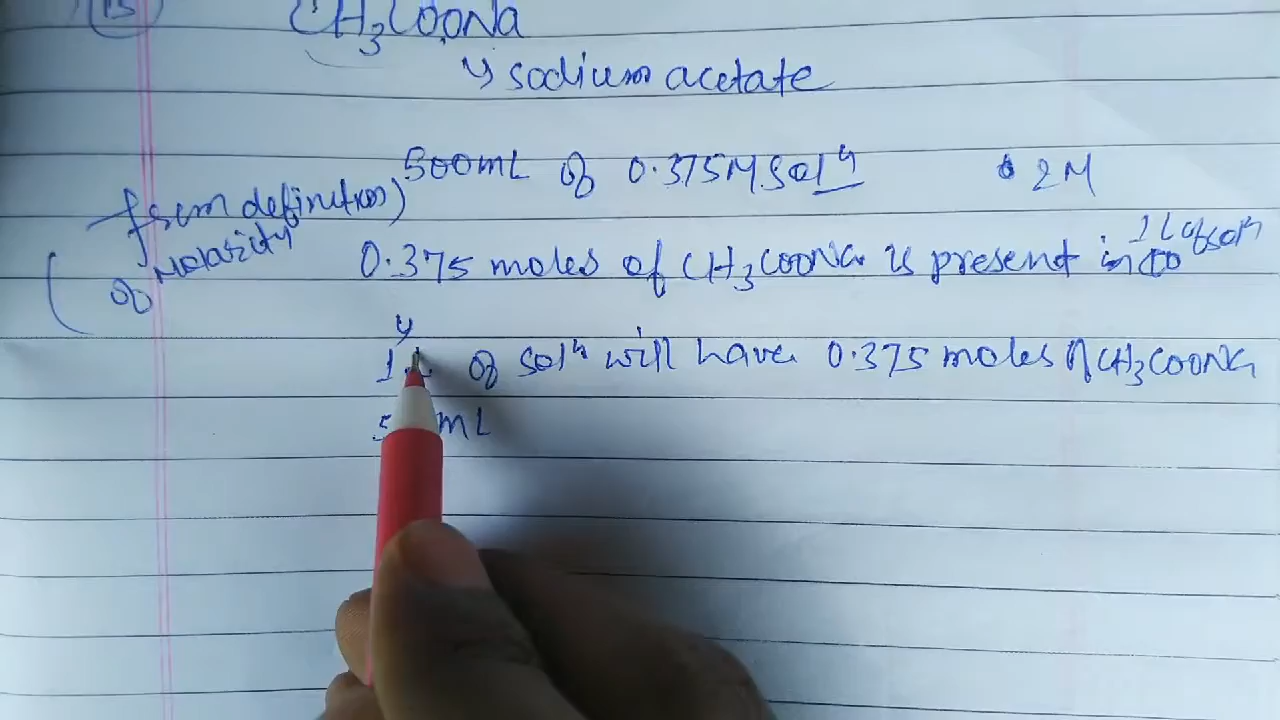 15
CH3COONa
↳ sodium acetate
500mL of 0.375M Solⁿ 2M
from definition)
0.375 moles of CH3COONa is present in 1L of solⁿ
( of Molarity
↳
1L of solⁿ will have 0.375 moles of CH3COONa
mL